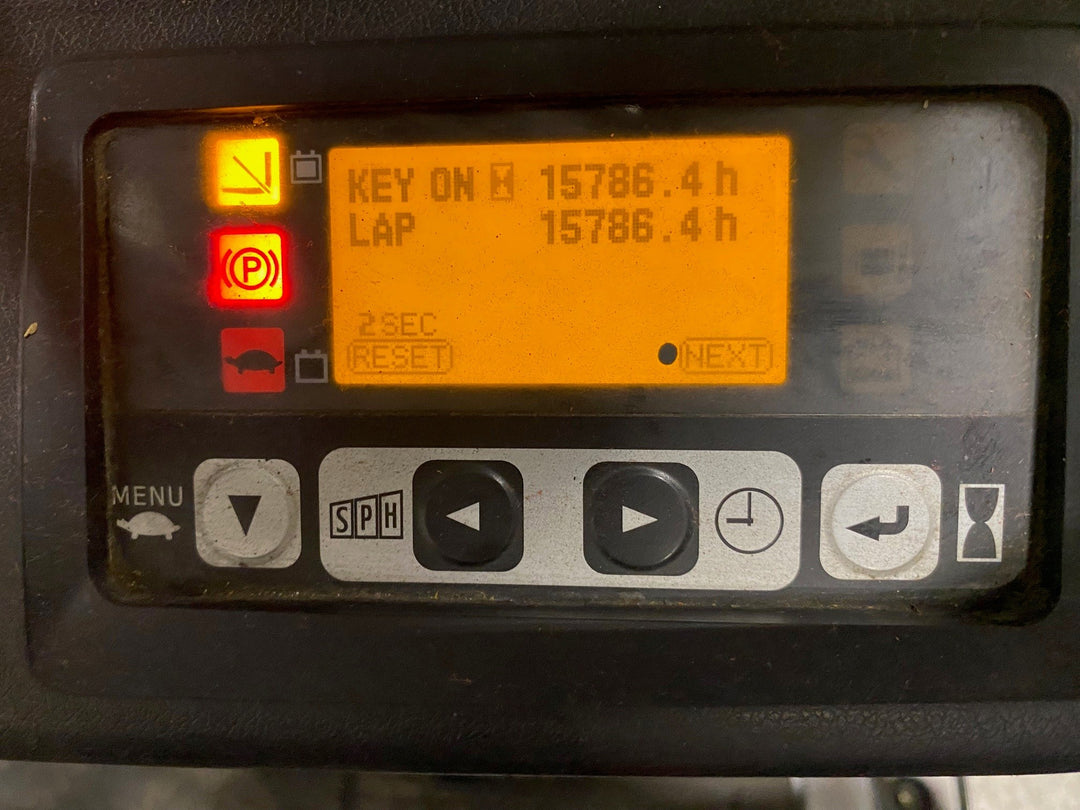 KEY ON 15786.4 h
LAP 15786.4 h
2SEC
RESET NEXT
P
MENU
SPH